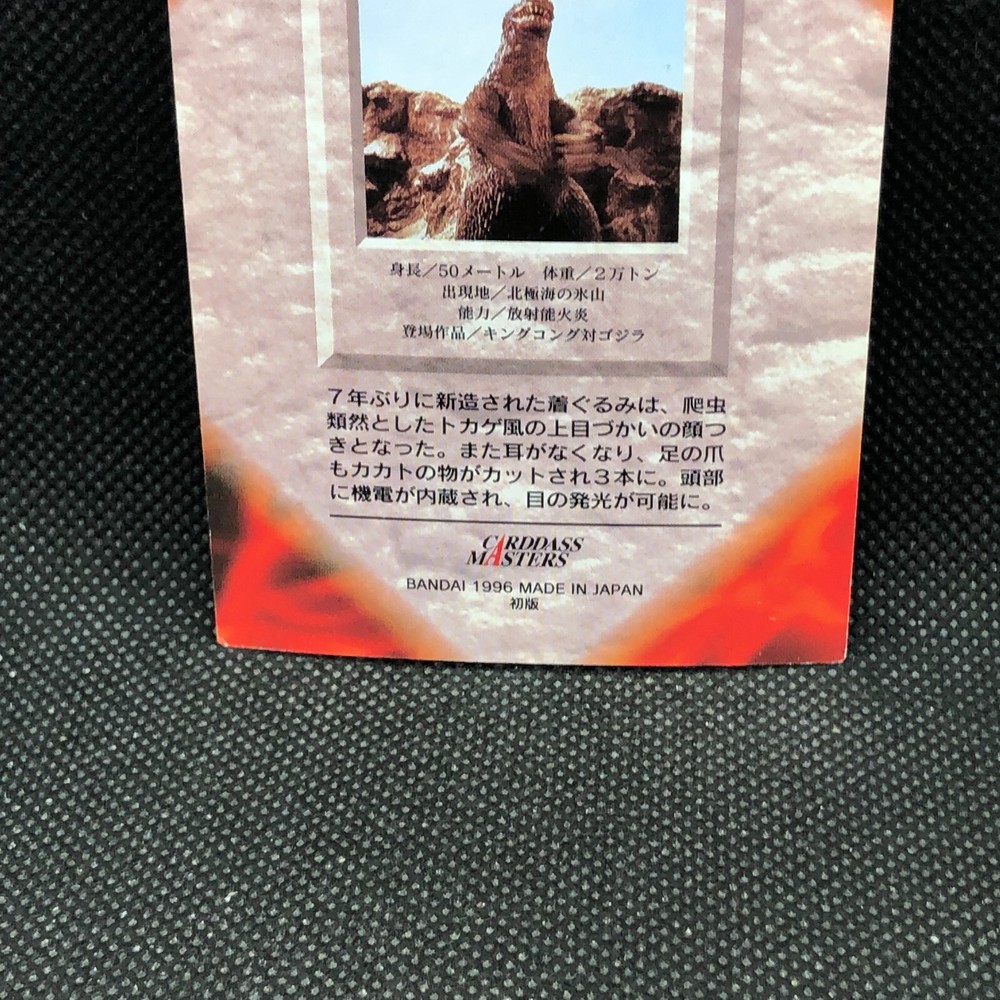 身長／50メートル　体重／2万トン
出現地／北極海の氷山
能力／放射能火炎
登場作品／キングコング対ゴジラ
7年ぶりに新造された着ぐるみは、爬虫
類然としたトカゲ風の上目づかいの顔つ
きとなった。また耳がなくなり、足の爪
もカカトの物がカットされ3本に。頭部
に機電が内蔵され、目の発光が可能に。
CARDDASS
MASTERS
BANDAI 1996 MADE IN JAPAN
初版